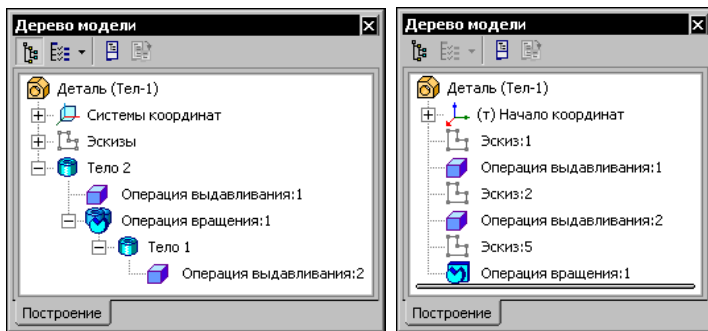 Дерево модели
Деталь (Тел-1)
Системы координат
Эскизы
Тело 2
Операция выдавливания:1
Операция вращения:1
Тело 1
Операция выдавливания:2
Построение
Дерево модели
Деталь (Тел-1)
(т) Начало координат
Эскиз:1
Операция выдавливания:1
Эскиз:2
Операция выдавливания:2
Эскиз:5
Операция вращения:1
Построение